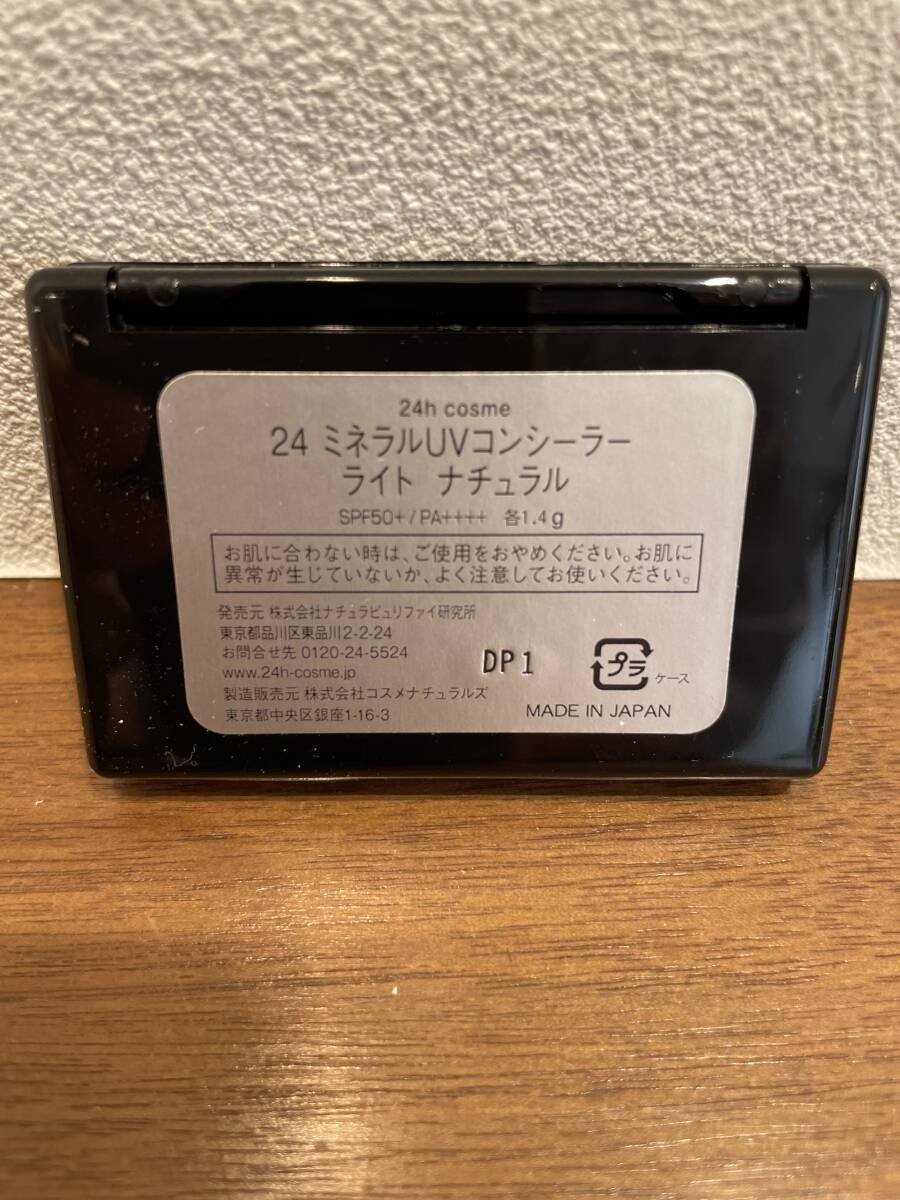 24h cosme
24 ミネラルUVコンシーラー
ライト ナチュラル
SPF50+/PA++++ 各1.4g
お肌に合わない時は、ご使用をおやめください。お肌に
異常が生じていないか、よく注意してお使いください。
発売元 株式会社ナチュラピュリファイ研究所
東京都品川区東品川2-2-24
お問合せ先 0120-24-5524
www.24h-cosme.jp
製造販売元 株式会社コスメナチュラルズ
東京都中央区銀座1-16-3
DP1
プラ
ケース
MADE IN JAPAN